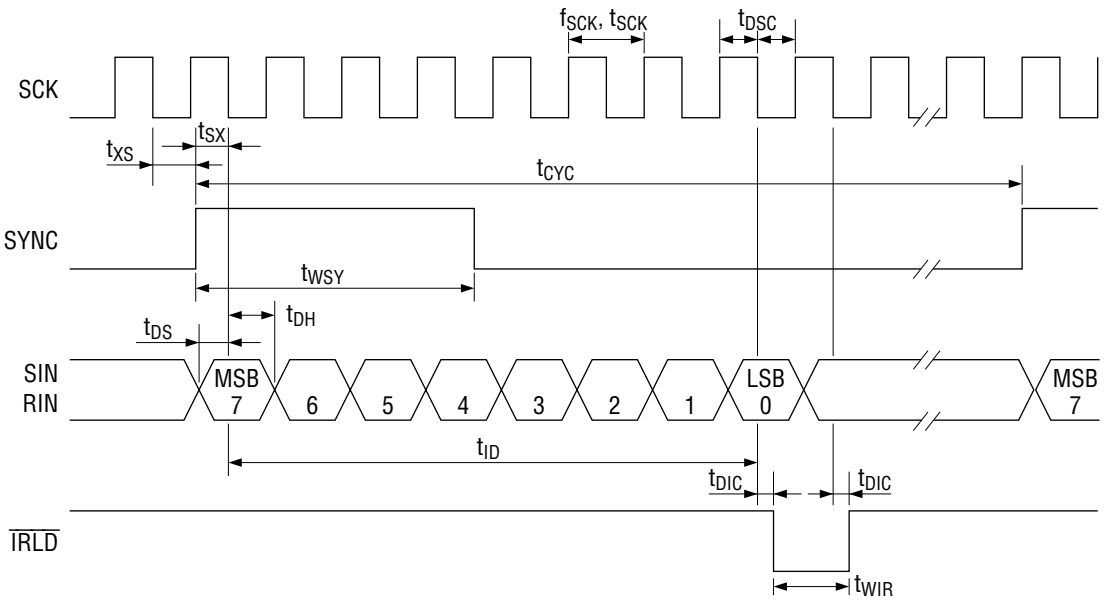 fSCK, tSCK
tDSC
SCK
tSX
tXS
tCYC
SYNC
tWSY
tDH
tDS
SIN
RIN
MSB
7
6
5
4
3
2
1
LSB
0
MSB
7
tID
tDIC
tDIC
IRLD
tWIR